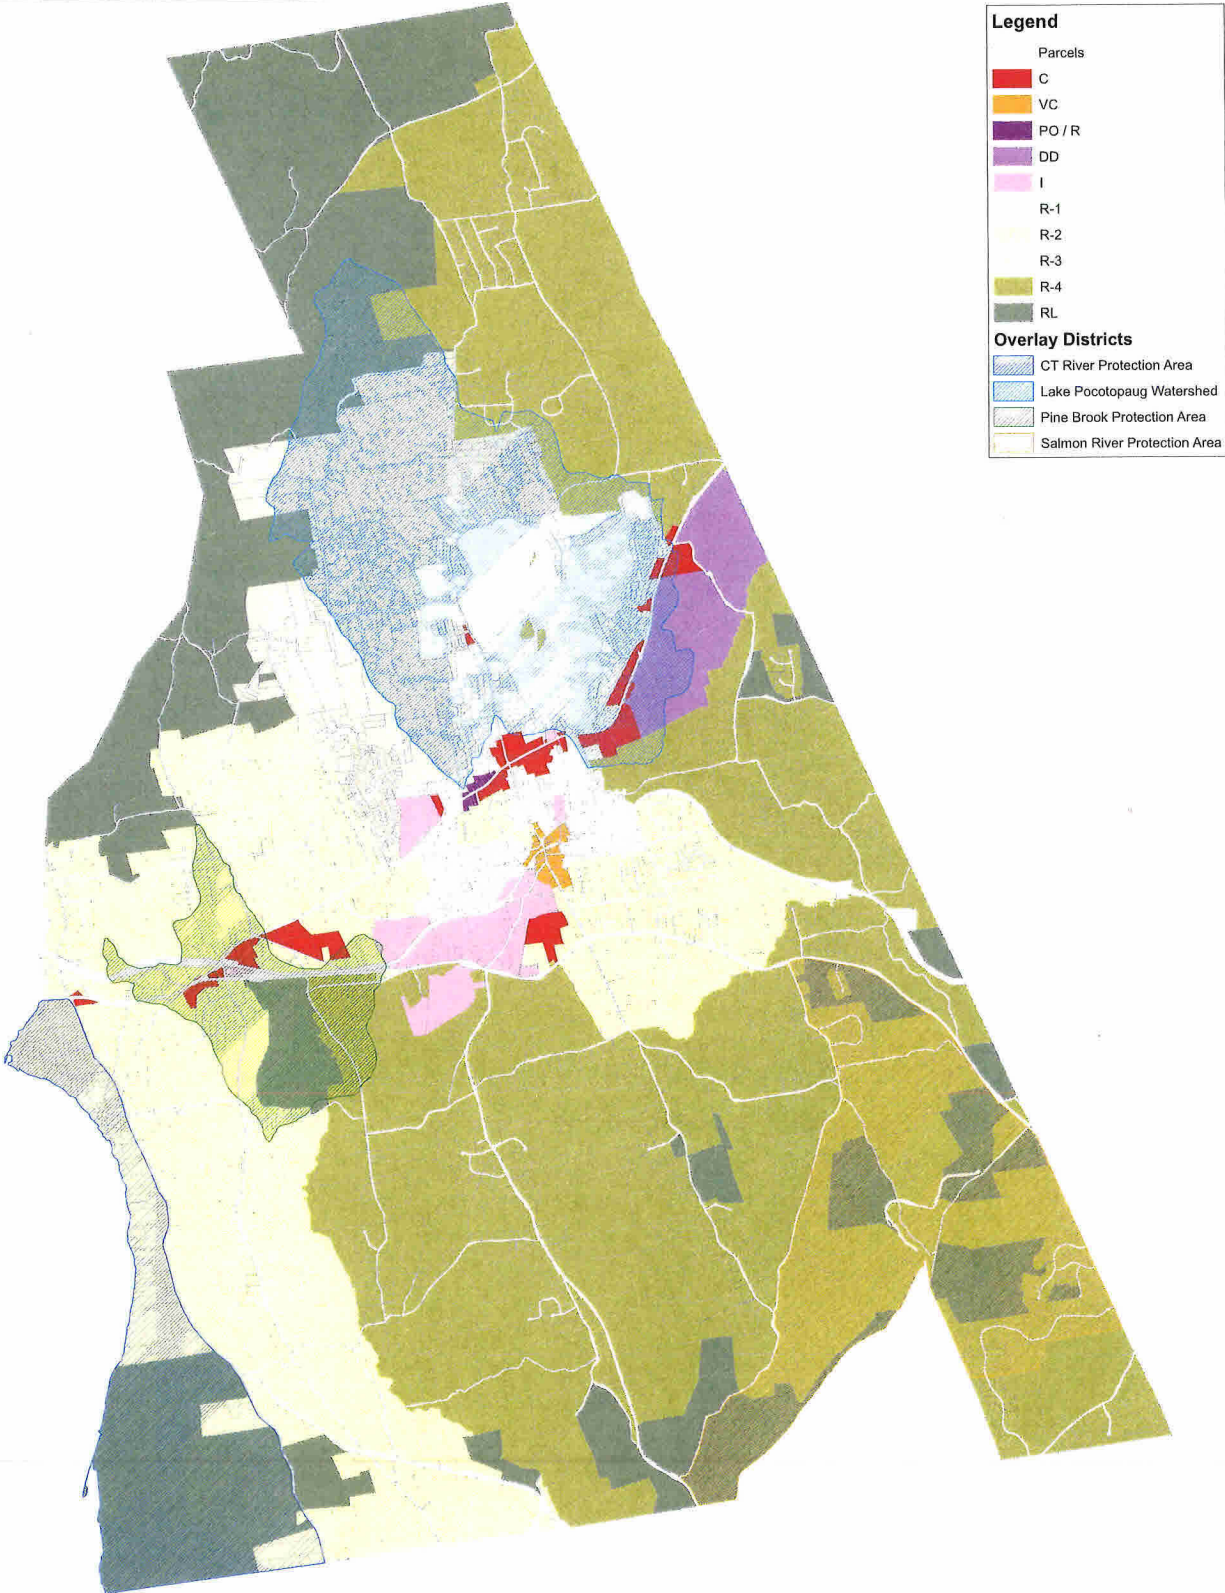 Legend
Parcels
C
VC
PO / R
DD
I
R-1
R-2
R-3
R-4
RL
Overlay Districts
CT River Protection Area
Lake Pocotopaug Watershed
Pine Brook Protection Area
Salmon River Protection Area